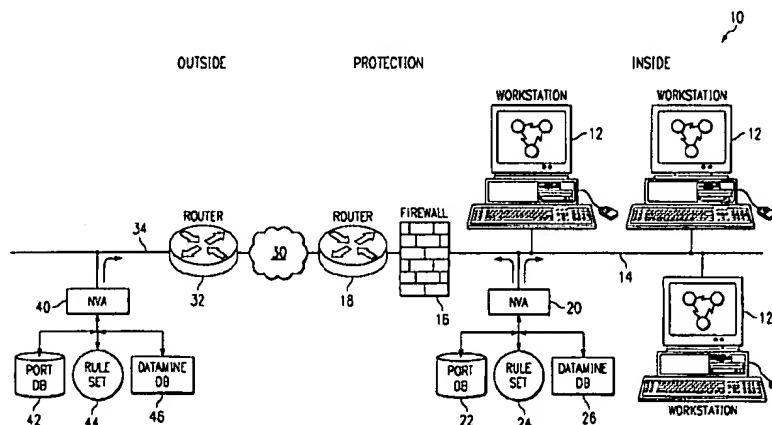 10
OUTSIDE PROTECTION INSIDE
WORKSTATION WORKSTATION
12 12
ROUTER ROUTER FIREWALL
34
30
32 18 16 14
40 NVA NVA 20
12
PORT DB RULE SET DATAMINE DB PORT DB RULE SET DATAMINE DB
42 44 46 22 24 26 WORKSTATION